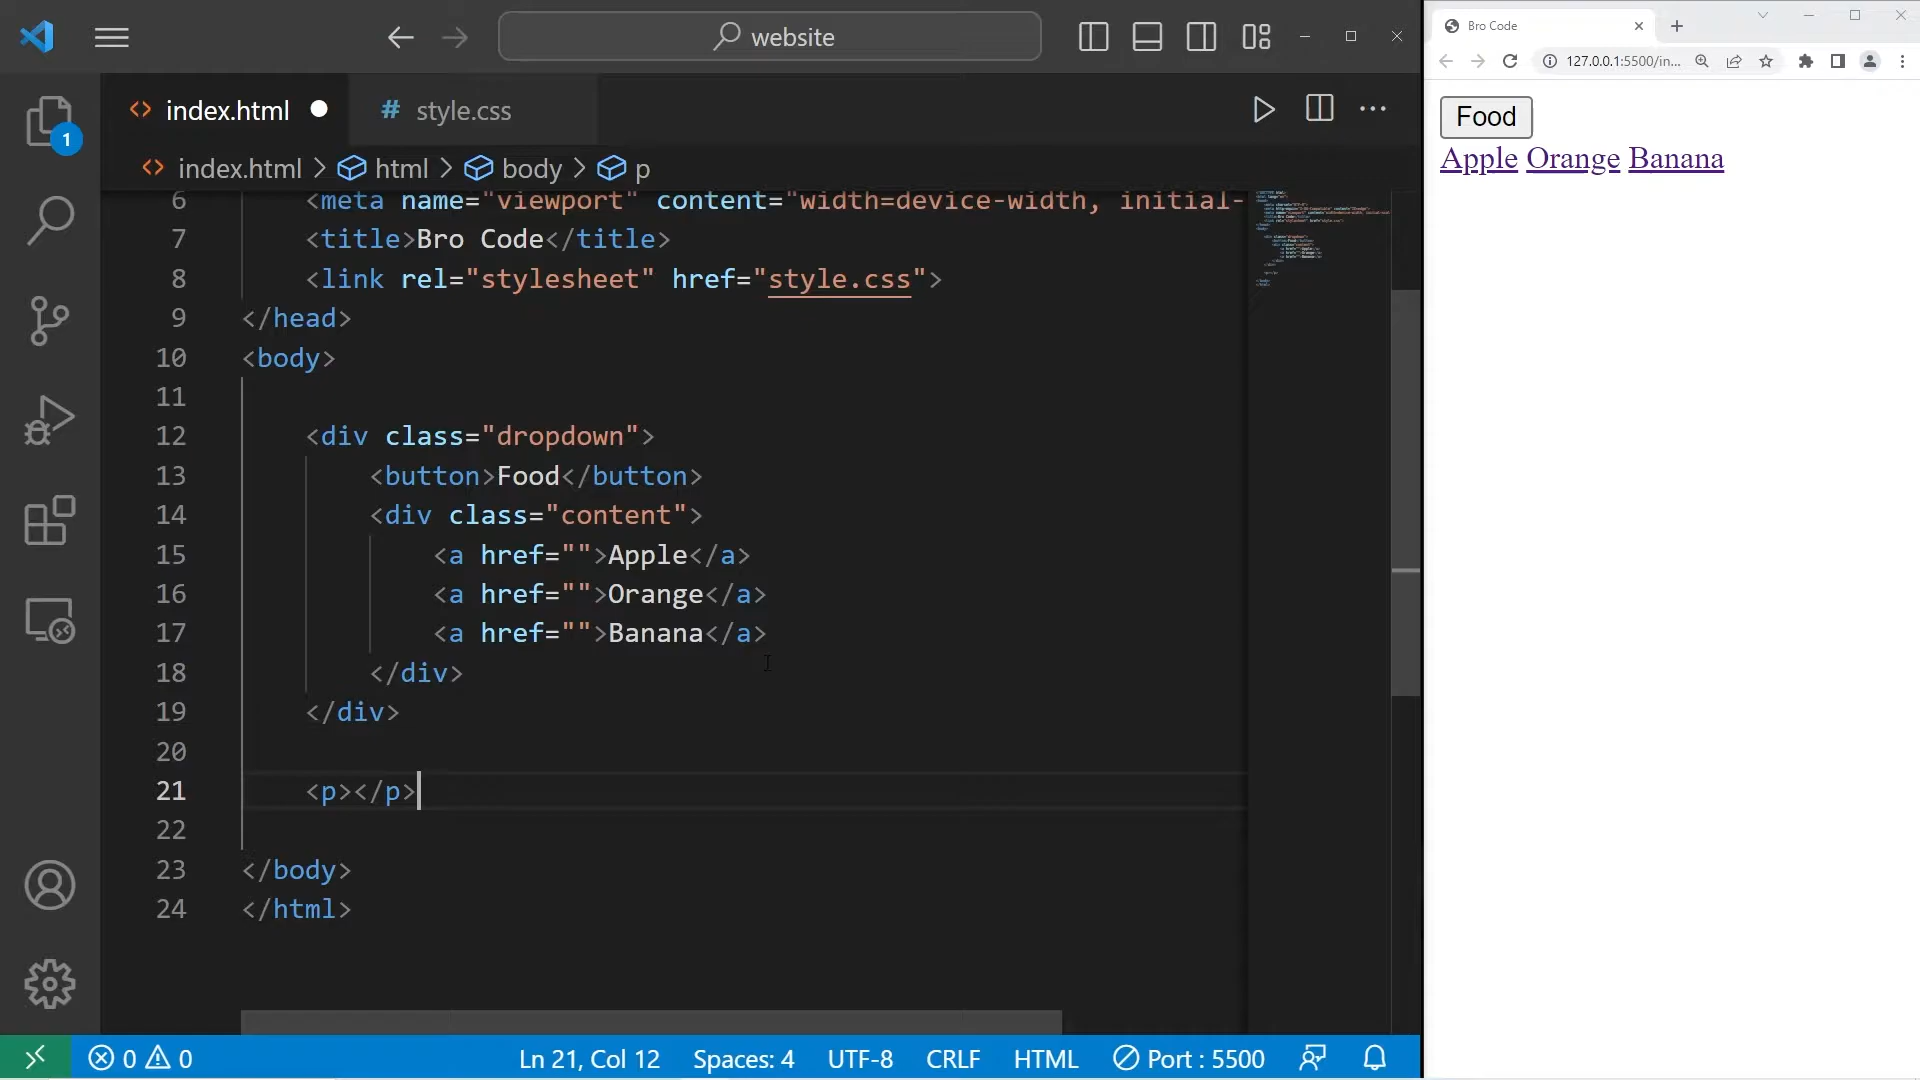 website
index.html
# style.css
index.html > html > body > p
1
6 <meta name="viewport" content="width=device-width, initial-
7 <title>Bro Code</title>
8 <link rel="stylesheet" href="style.css">
9 </head>
10 <body>
11
12 <div class="dropdown">
13 <button>Food</button>
14 <div class="content">
15 <a href="">Apple</a>
16 <a href="">Orange</a>
17 <a href="">Banana</a>
18 </div>
19 </div>
20
21 <p></p>
22
23 </body>
24 </html>
0 0 Ln 21, Col 12 Spaces: 4 UTF-8 CRLF HTML Port : 5500
Bro Code
127.0.0.1:5500/in...
Food
Apple Orange Banana